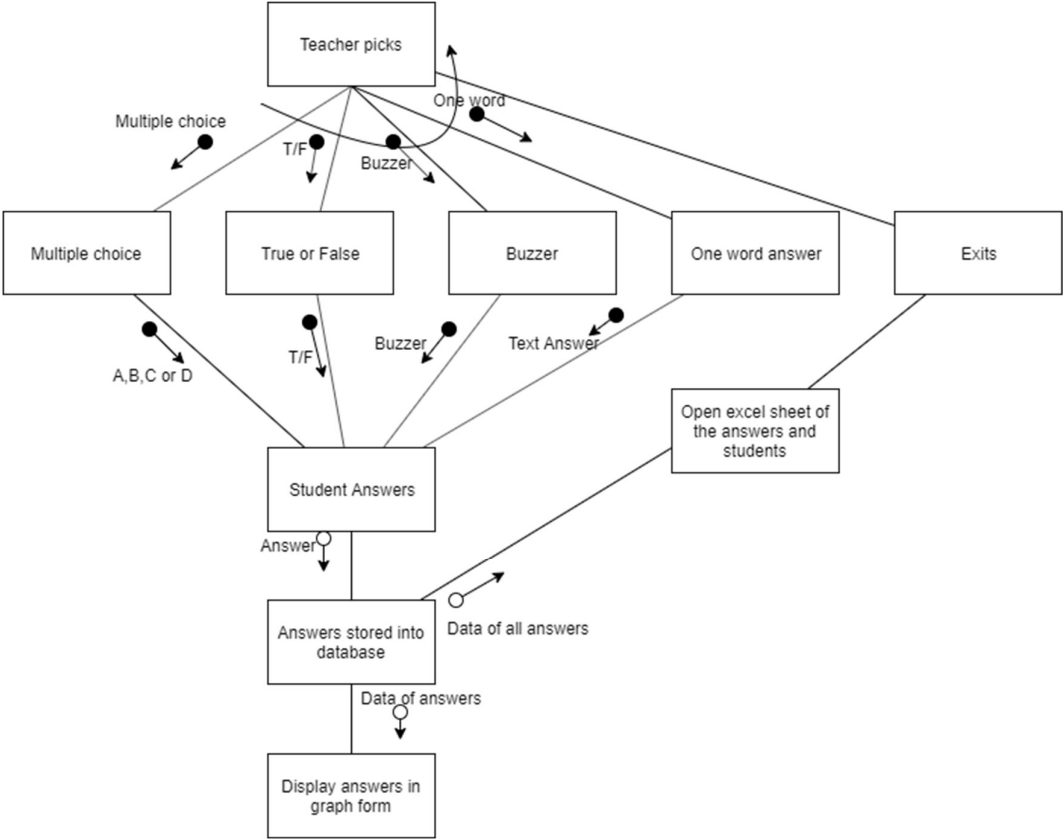 Teacher picks
One word
Multiple choice
T/F
Buzzer
Multiple choice
True or False
Buzzer
One word answer
Exits
Text Answer
Buzzer
T/F
A,B,C or D
Open excel sheet of
the answers and
students
Student Answers
Answer
Answers stored into
database
Data of all answers
Data of answers
Display answers in
graph form